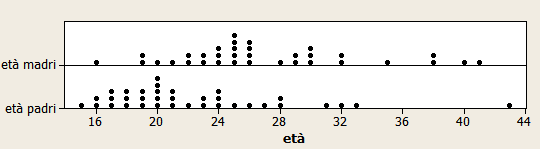 età madri
età padri
16 20 24 28 32 36 40 44
età